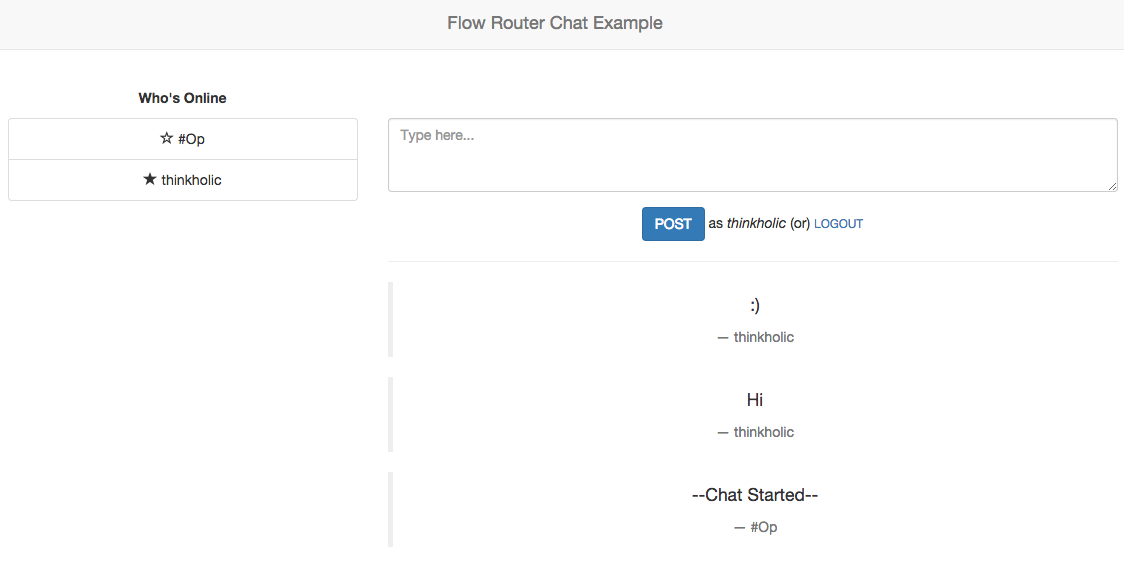 Flow Router Chat Example
Who's Online
☆ #Op
★ thinkholic
Type here...
POST as thinkholic (or) LOGOUT
:)
— thinkholic
Hi
— thinkholic
--Chat Started--
— #Op